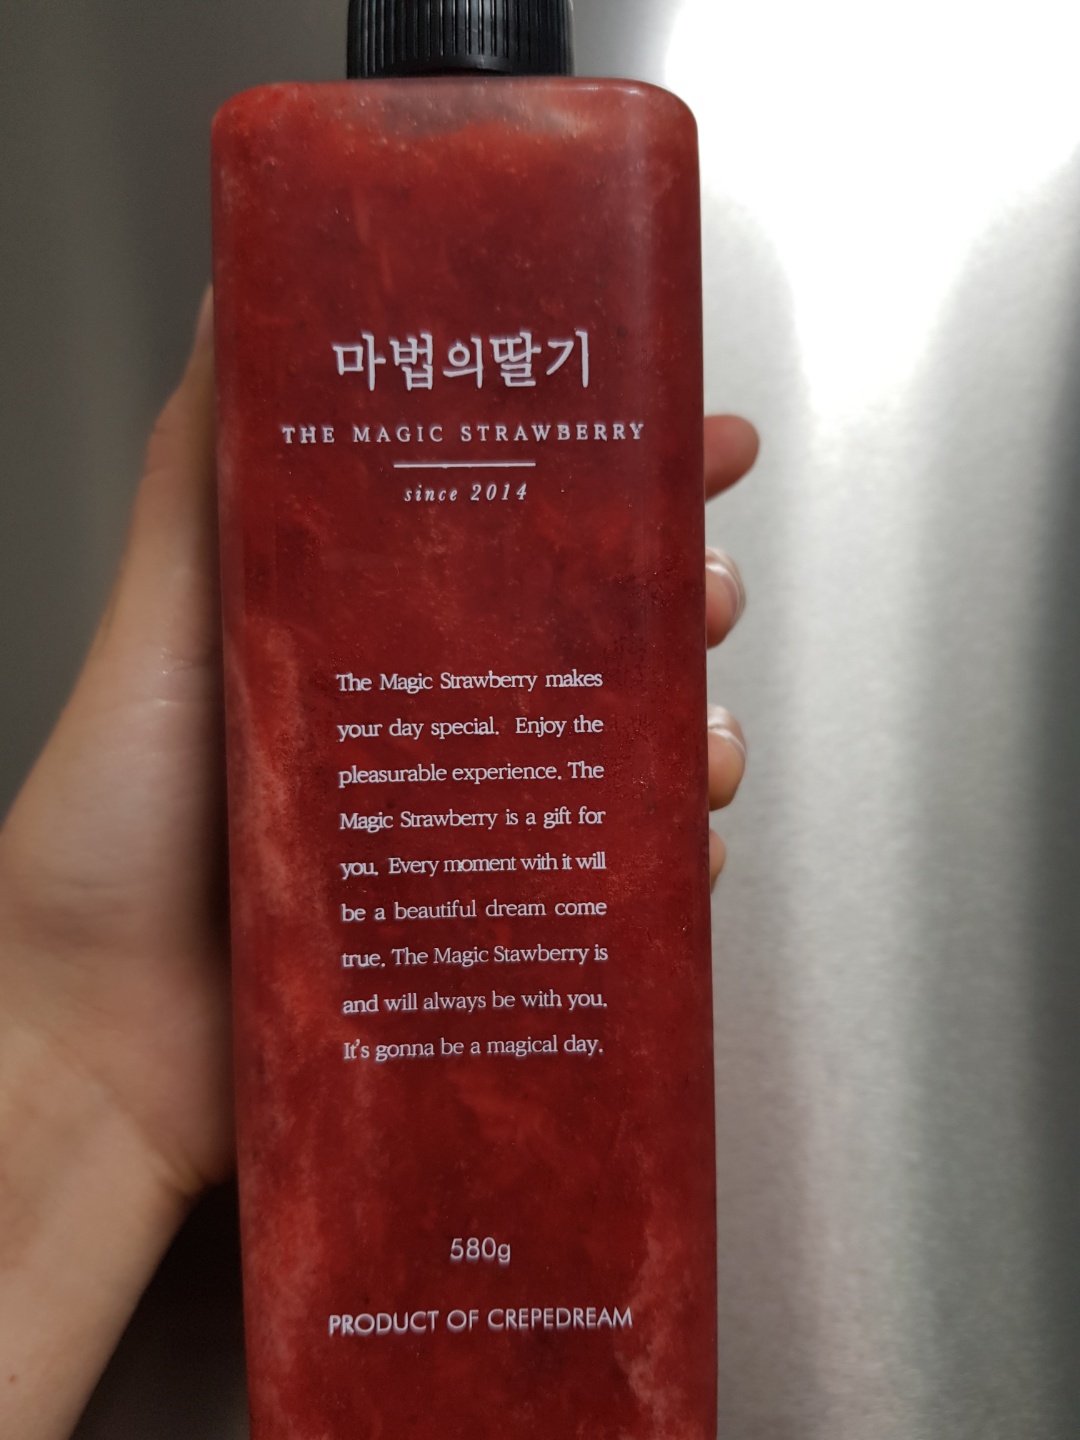 마법의딸기
THE MAGIC STRAWBERRY
since 2014
The Magic Strawberry makes
your day special. Enjoy the
pleasurable experience. The
Magic Strawberry is a gift for
you. Every moment with it will
be a beautiful dream come
true. The Magic Stawberry is
and will always be with you.
It's gonna be a magical day.
580g
PRODUCT OF CREPEDREAM